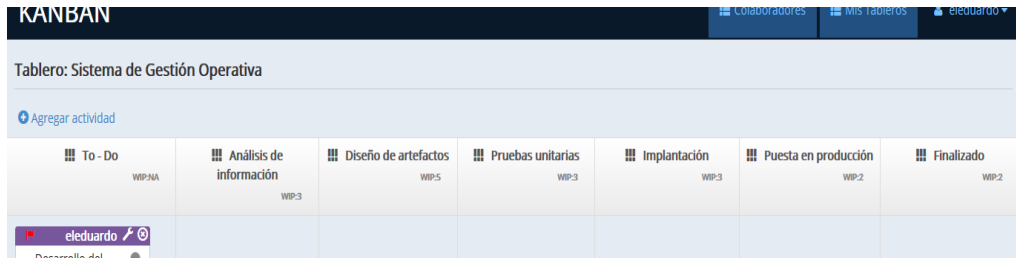 KANBAN
Colaboradores
Mis Tableros
eleduardo
Tablero: Sistema de Gestión Operativa
Agregar actividad
To - Do
WIP:NA
Análisis de
información
WIP:3
Diseño de artefactos
WIP:5
Pruebas unitarias
WIP:3
Implantación
WIP:3
Puesta en producción
WIP:2
Finalizado
WIP:2
eleduardo
Desarrollo del